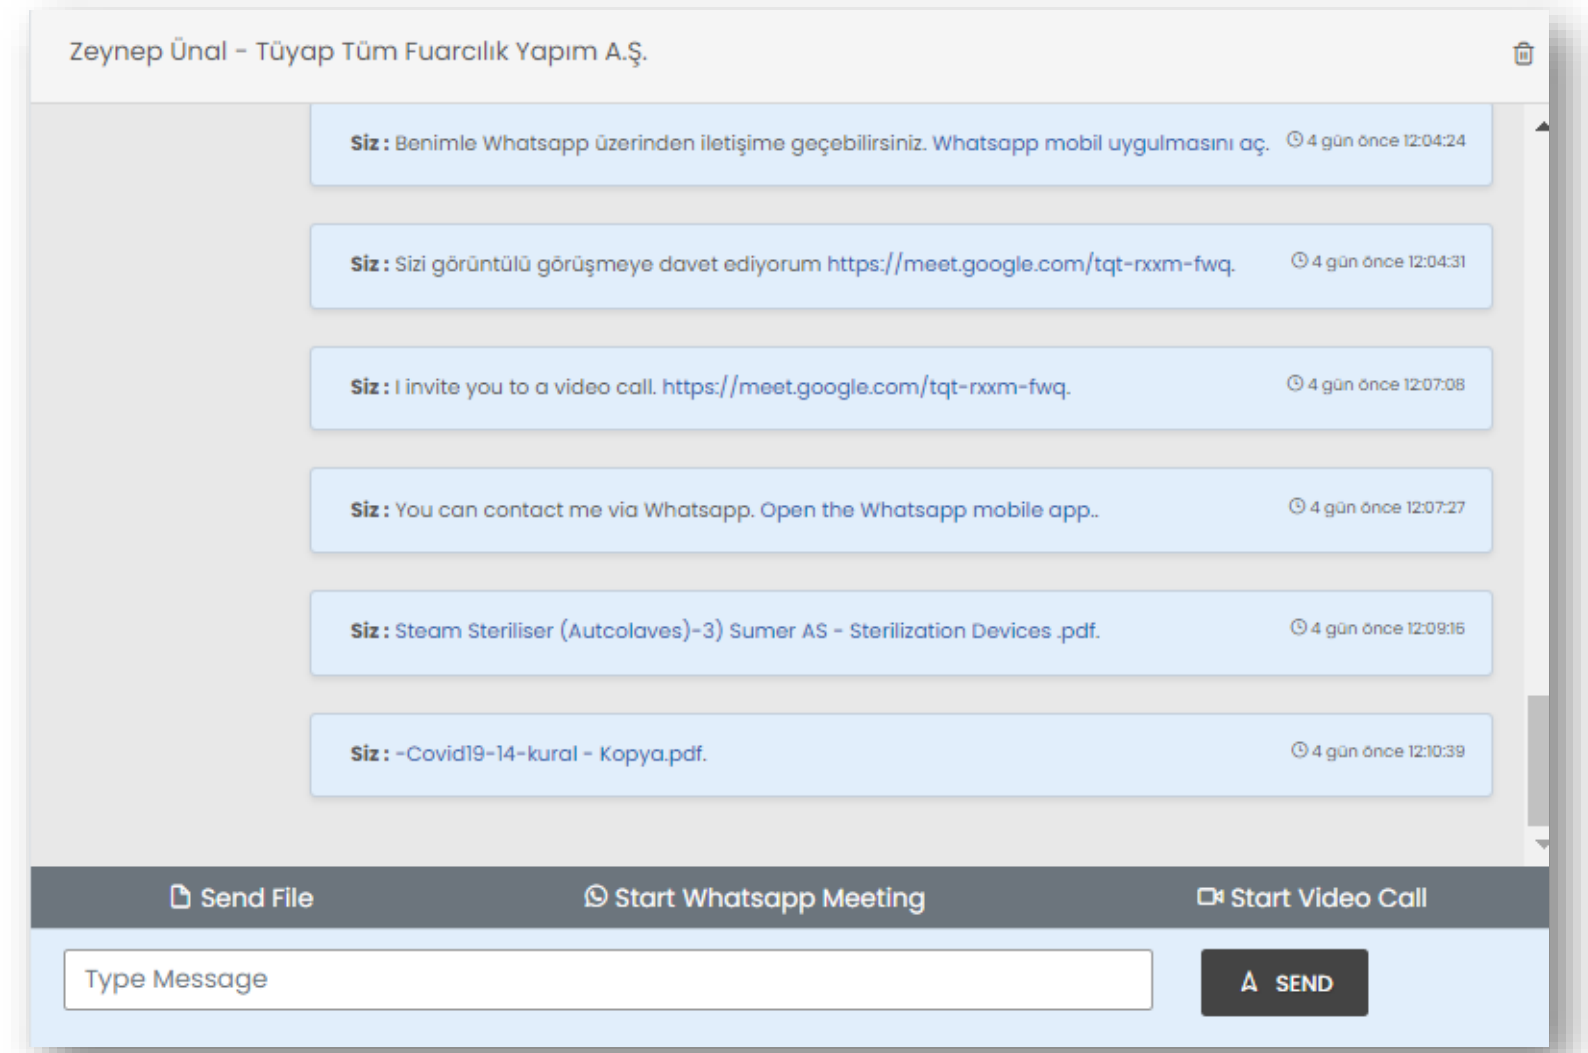 Zeynep Ünal - Tüyap Tüm Fuarcılık Yapım A.Ş.
Siz : Benimle Whatsapp üzerinden iletişime geçebilirsiniz. Whatsapp mobil uygulmasını aç. 4 gün önce 12:04:24
Siz : Sizi görüntülü görüşmeye davet ediyorum https://meet.google.com/tqt-rxxm-fwq. 4 gün önce 12:04:31
Siz : I invite you to a video call. https://meet.google.com/tqt-rxxm-fwq. 4 gün önce 12:07:08
Siz : You can contact me via Whatsapp. Open the Whatsapp mobile app.. 4 gün önce 12:07:27
Siz : Steam Steriliser (Autcolaves)-3) Sumer AS - Sterilization Devices .pdf. 4 gün önce 12:09:16
Siz : -Covid19-14-kural - Kopya.pdf. 4 gün önce 12:10:39
Send File Start Whatsapp Meeting Start Video Call
Type Message SEND